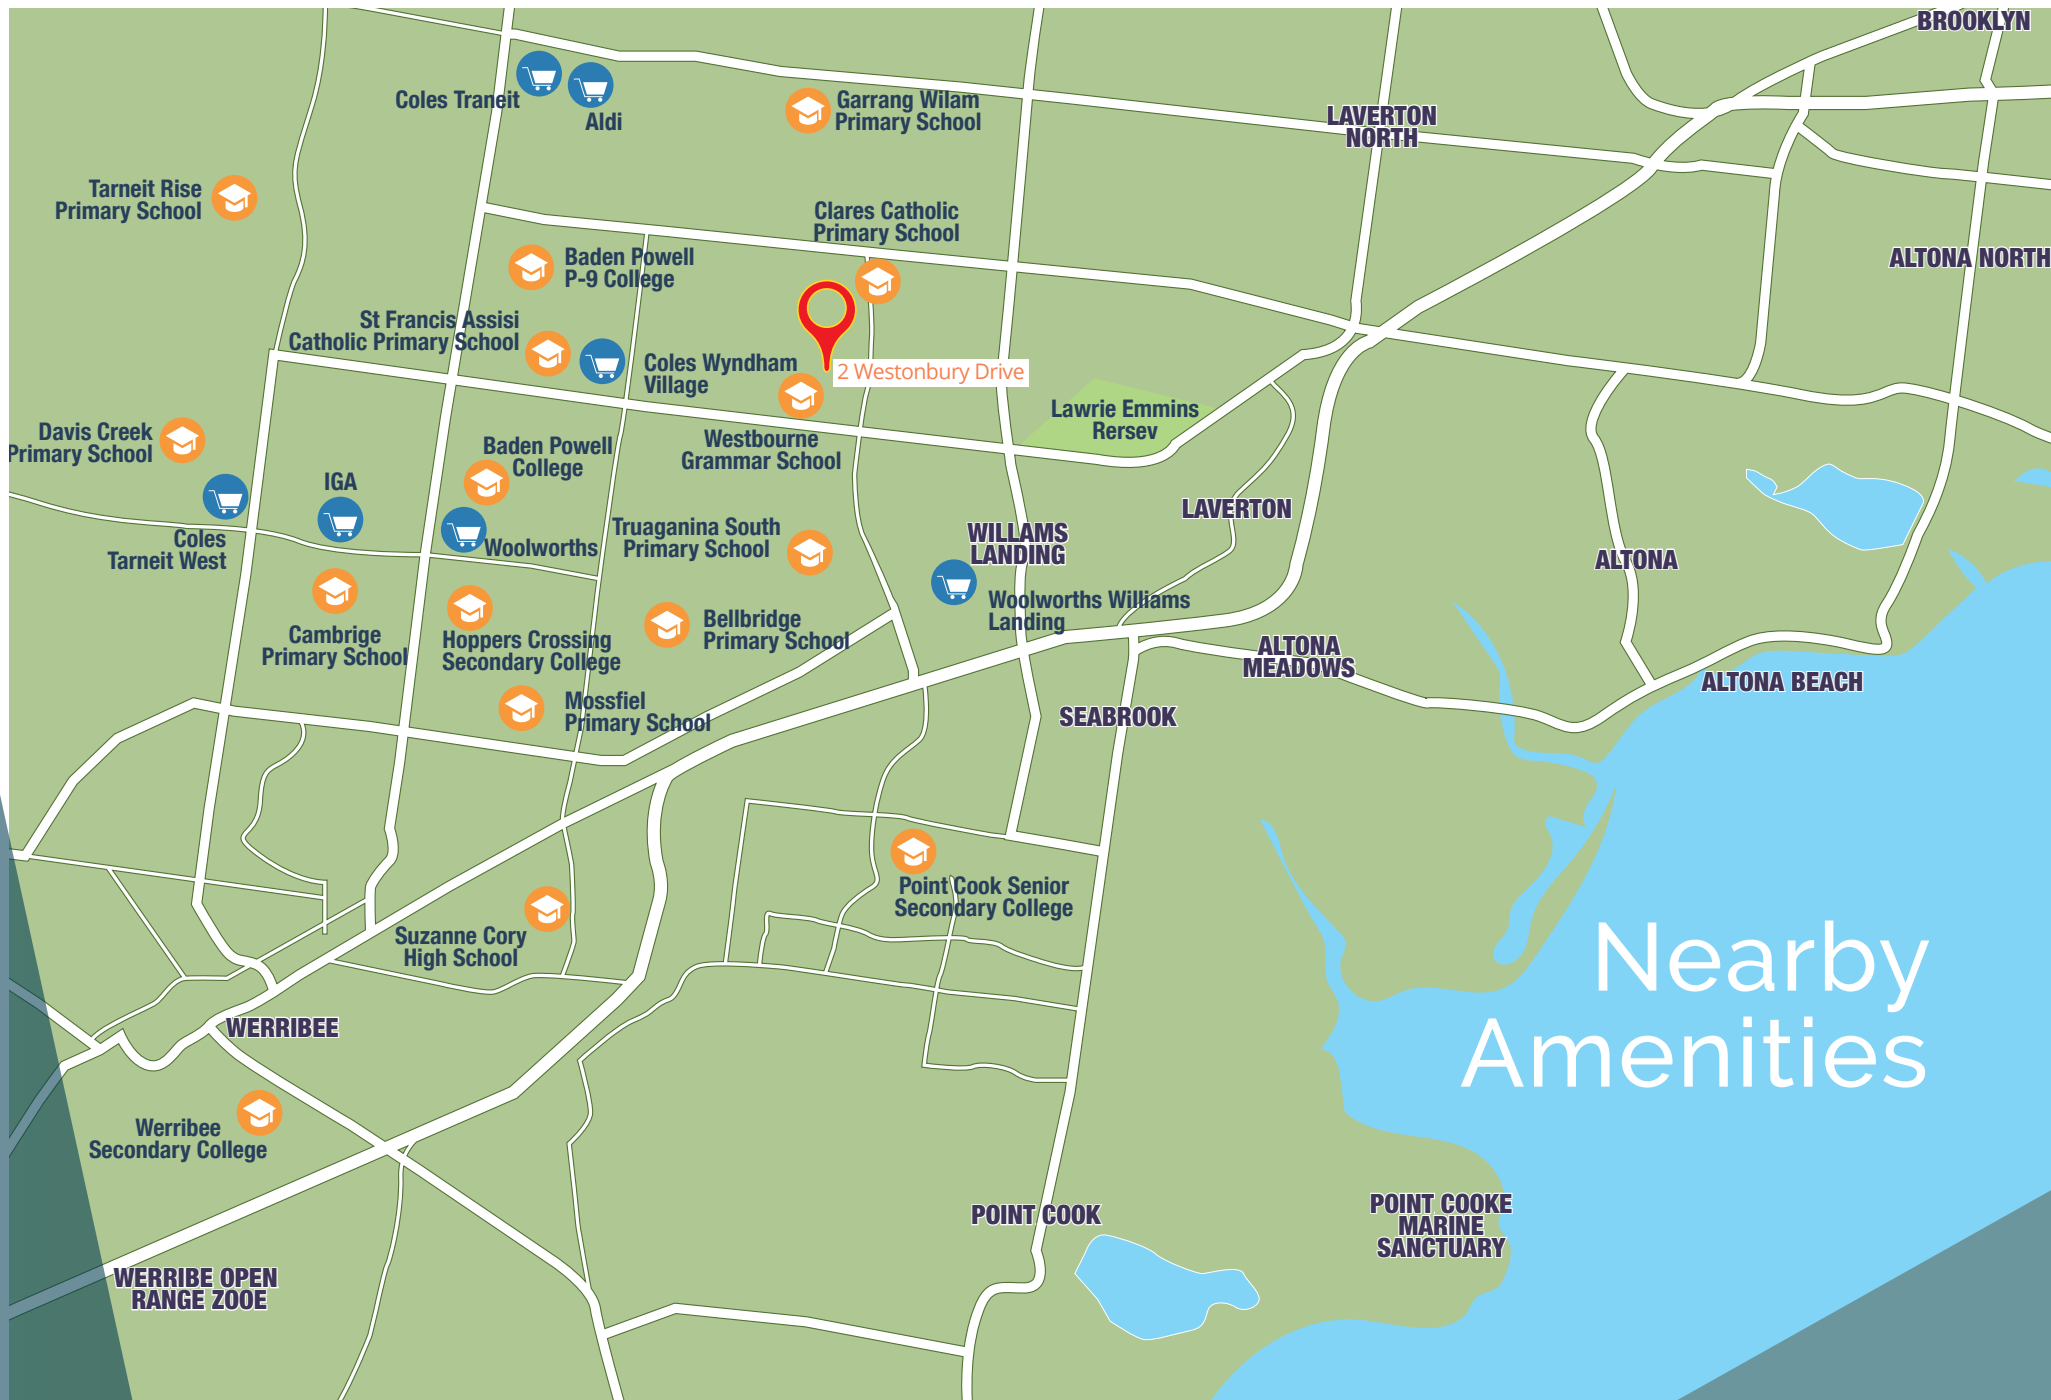 BROOKLYN
Coles Traneit
Aldi
Garrang Wilam
Primary School
LAVERTON
NORTH
Tarneit Rise
Primary School
Clares Catholic
Primary School
Baden Powell
P-9 College
ALTONA NORTH
St Francis Assisi
Catholic Primary School
Coles Wyndham
Village
2 Westonbury Drive
Lawrie Emmins
Rersev
Davis Creek
Primary School
Baden Powell
College
Westbourne
Grammar School
IGA
LAVERTON
Coles
Tarneit West
Woolworths
Truaganina South
Primary School
WILLAMS
LANDING
ALTONA
Woolworths Williams
Landing
Cambrige
Primary School
Hoppers Crossing
Secondary College
Bellbridge
Primary School
ALTONA
MEADOWS
ALTONA BEACH
Mossfiel
Primary School
SEABROOK
Point Cook Senior
Secondary College
Suzanne Cory
High School
Nearby
Amenities
WERRIBEE
Werribee
Secondary College
POINT COOK
POINT COOKE
MARINE
SANCTUARY
WERRIBE OPEN
RANGE ZOOE